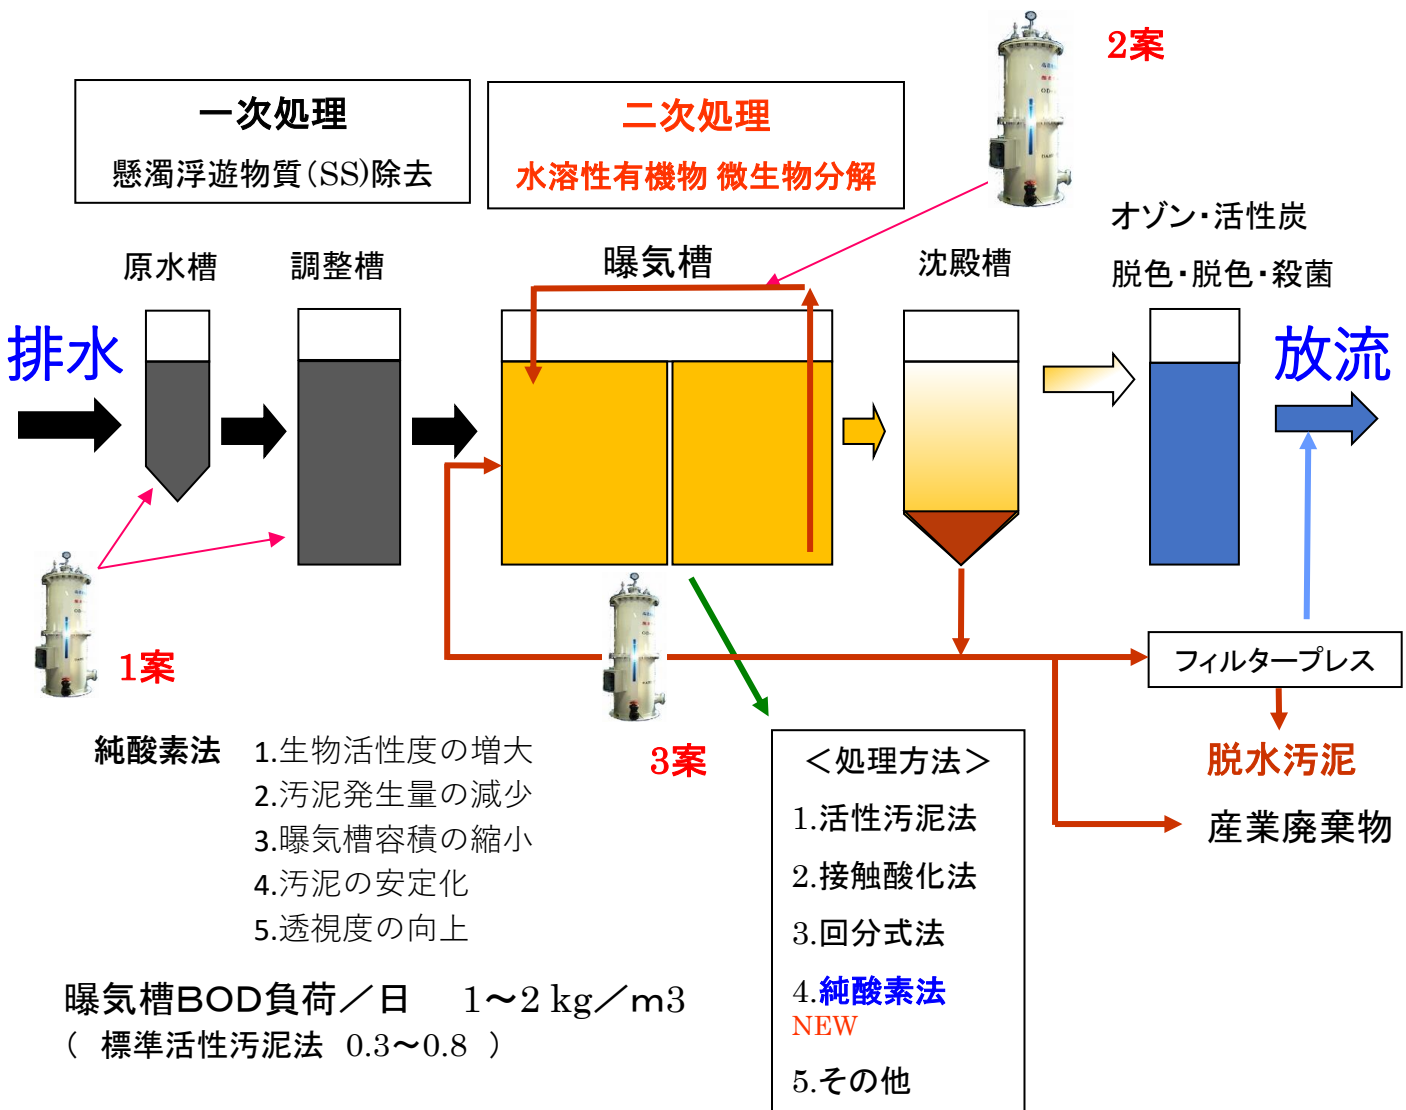 2案
一次処理
懸濁浮遊物質(SS)除去
二次処理
水溶性有機物 微生物分解
オゾン・活性炭
脱色・脱色・殺菌
原水槽
調整槽
曝気槽
沈殿槽
排水
放流
1案
3案
フィルタープレス
脱水汚泥
産業廃棄物
純酸素法
1.生物活性度の増大
2.汚泥発生量の減少
3.曝気槽容積の縮小
4.汚泥の安定化
5.透視度の向上
曝気槽BOD負荷／日 1～2 kg／m3
( 標準活性汚泥法 0.3～0.8 )
＜処理方法＞
1.活性汚泥法
2.接触酸化法
3.回分式法
4.純酸素法
NEW
5.その他